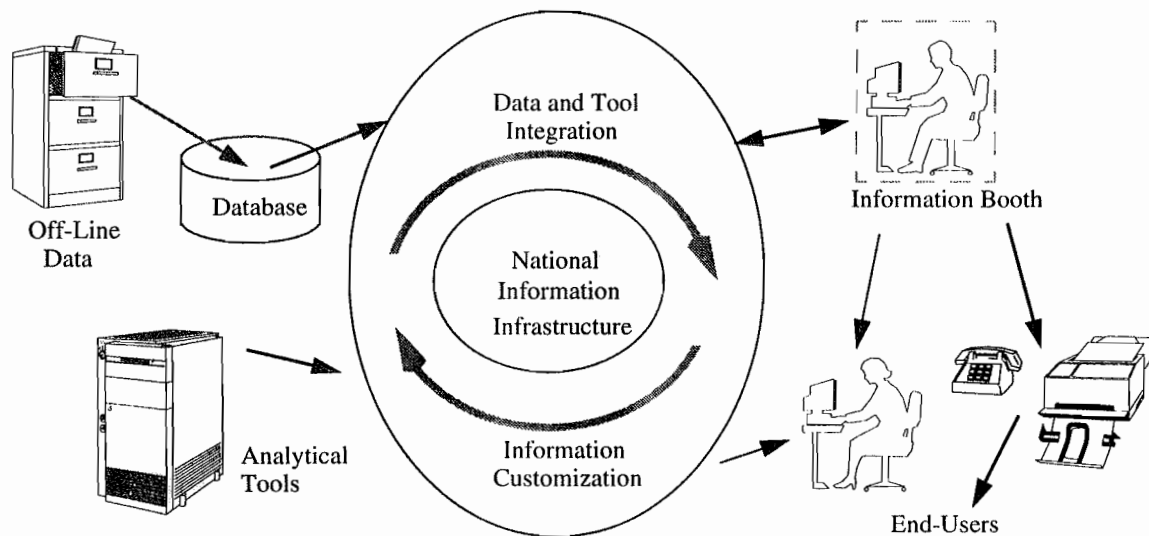 Off-Line
Data
Database
Analytical
Tools
Data and Tool
Integration
National
Information
Infrastructure
Information
Customization
Information Booth
End-Users